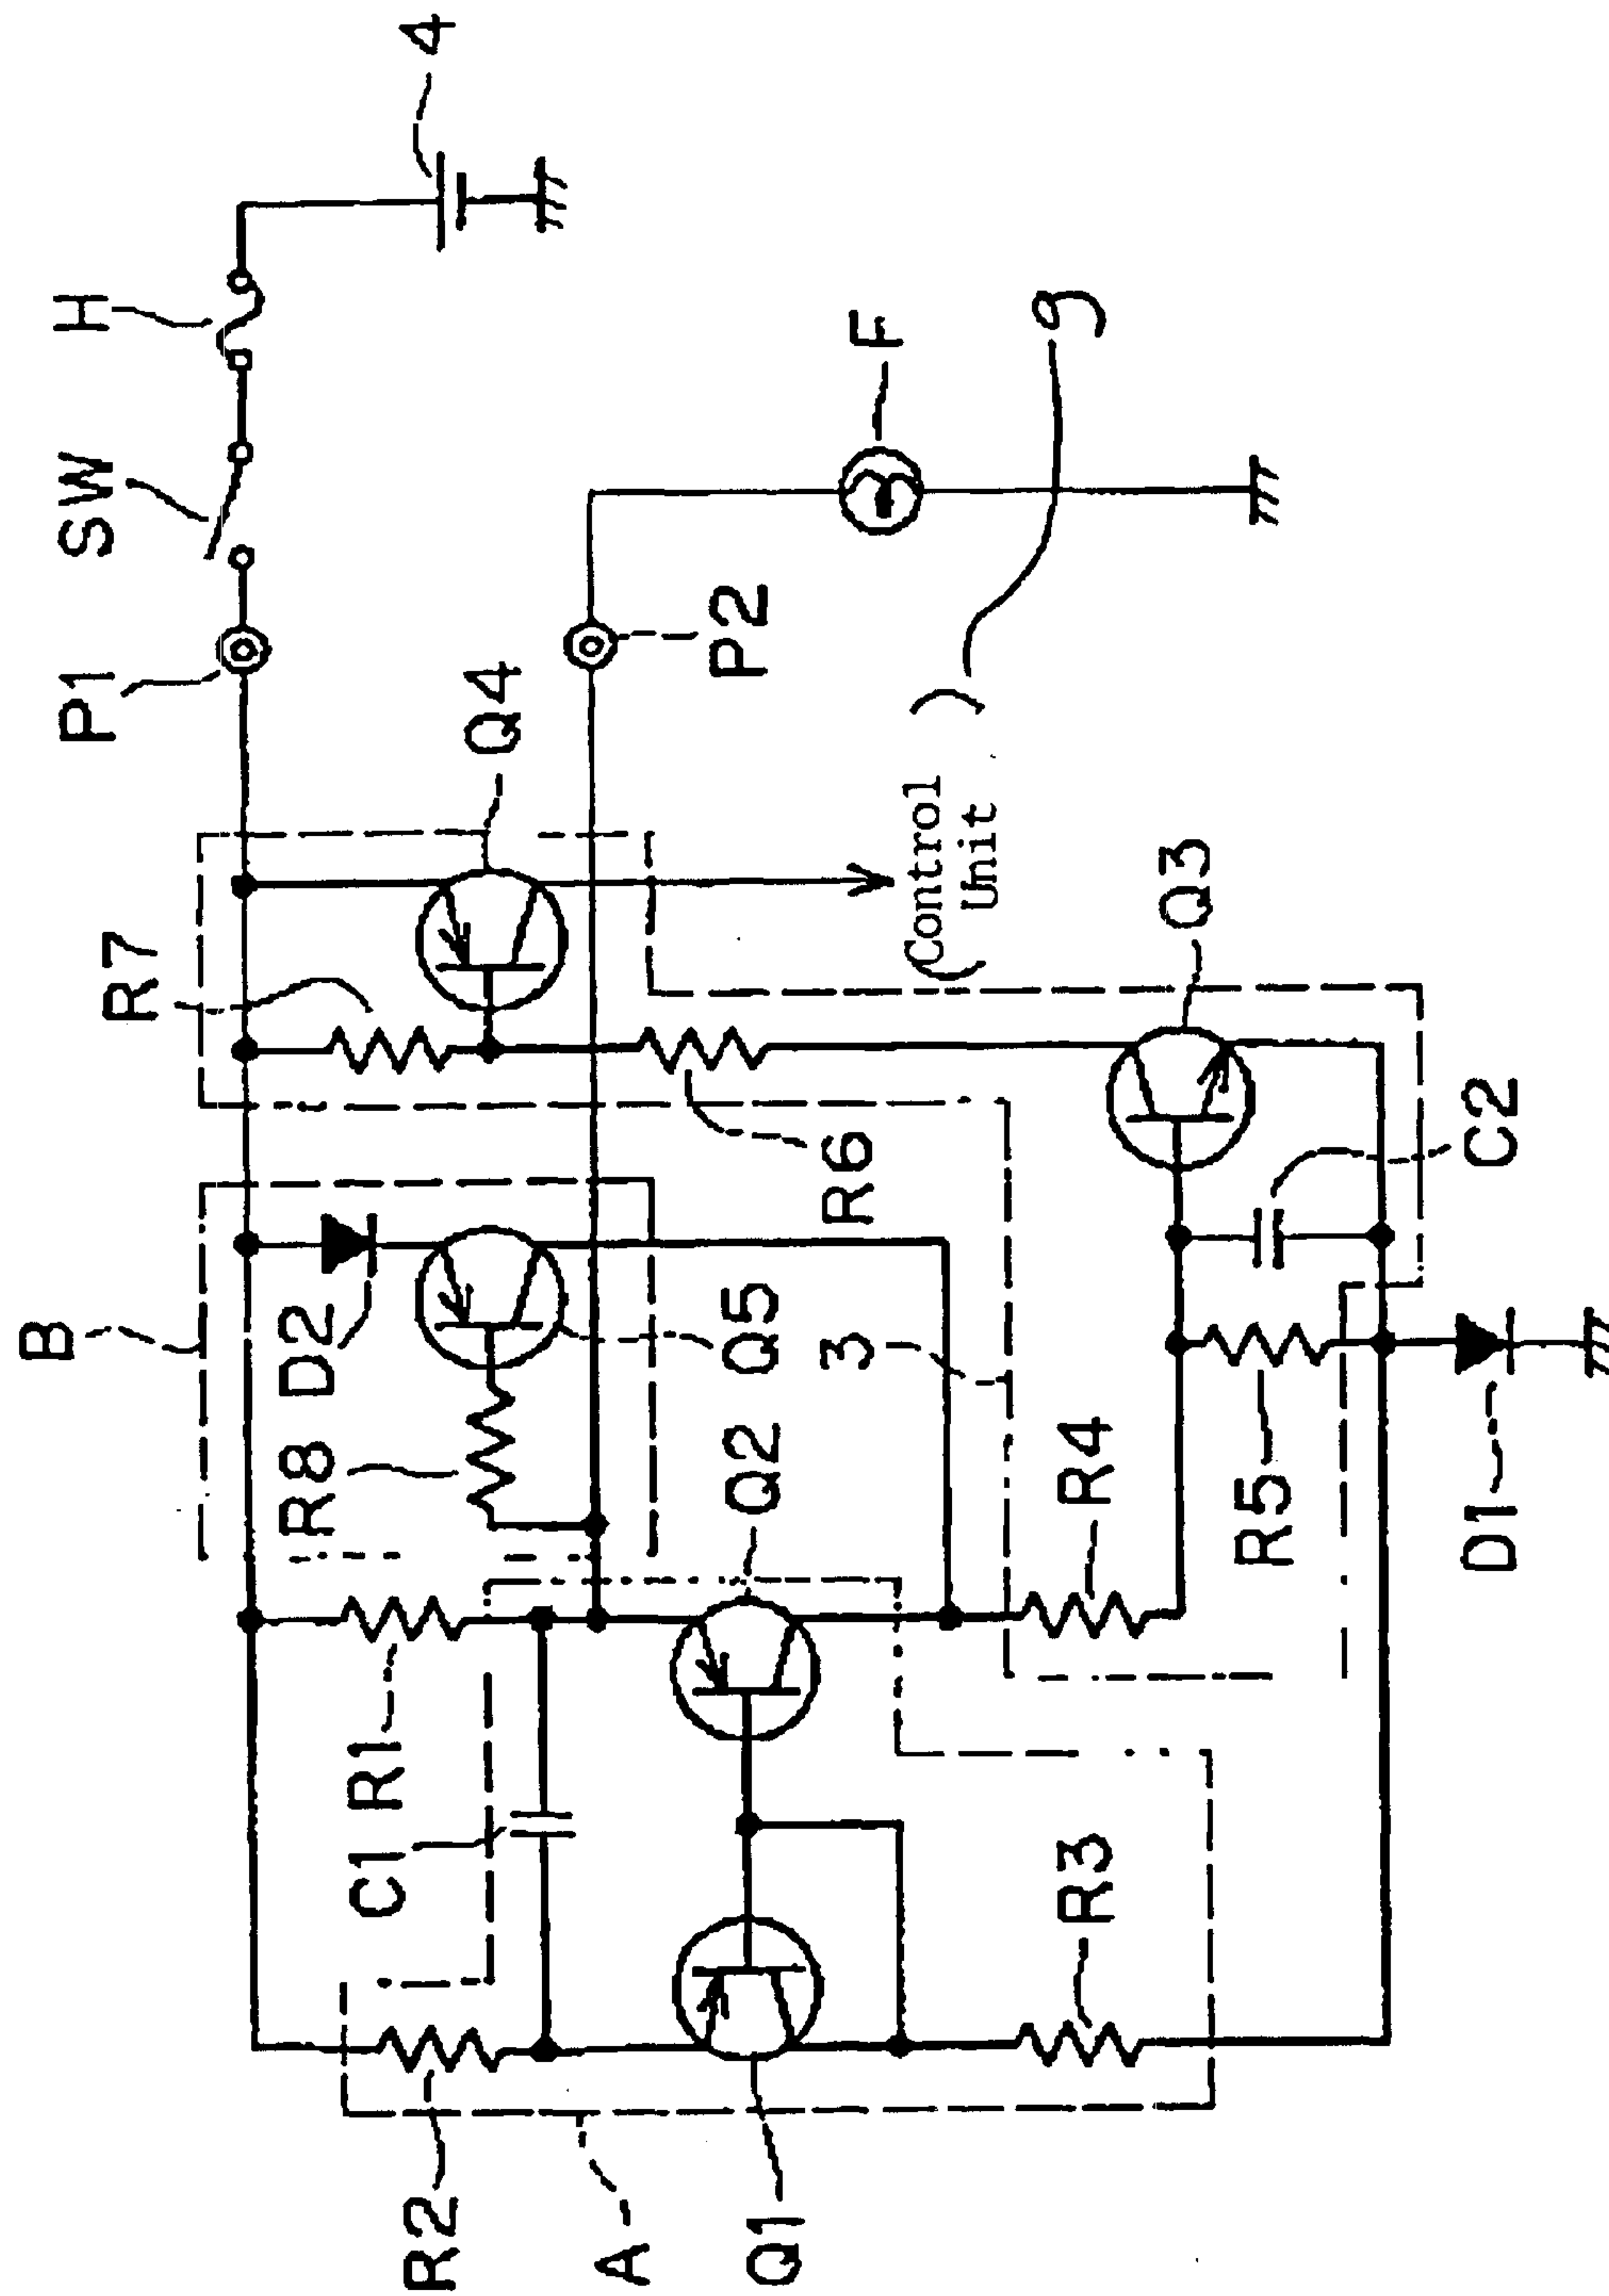 B
P1
SW
H
4
R7
Q4
D2
R8
R1
C1
R2
A
Q1
Q2
Q5
3
R6
P2
F
(Control
Unit )
9
R3
R4
R5
Q3
C2
D1